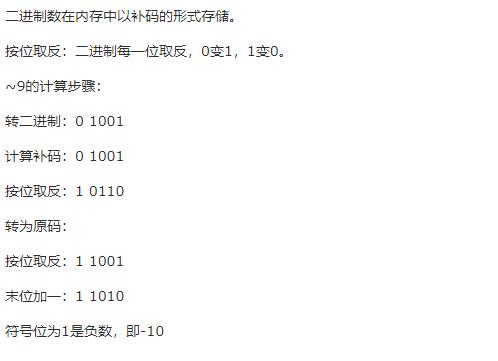 二进制数在内存中以补码的形式存储。
按位取反：二进制每一位取反，0变1，1变0。
~9的计算步骤：
转二进制：0 1001
计算补码：0 1001
按位取反：1 0110
转为原码：
按位取反：1 1001
末位加一：1 1010
符号位为1是负数，即-10